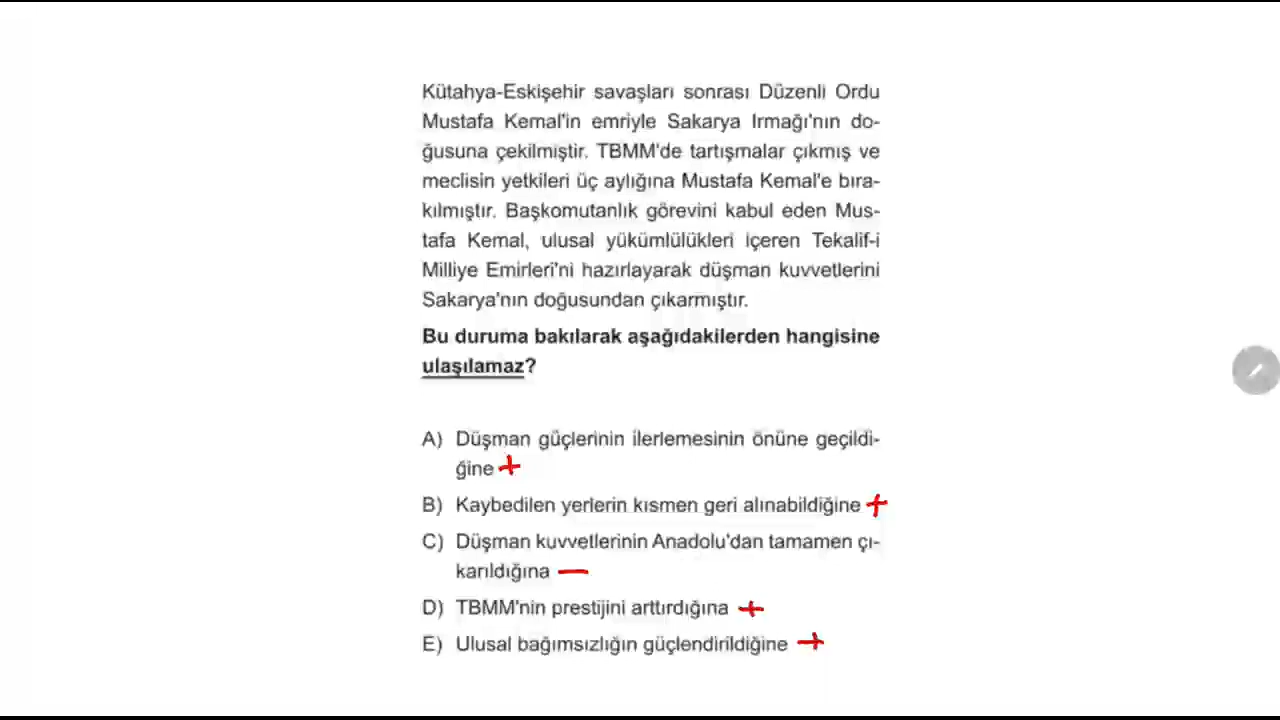 Kütahya-Eskişehir savaşları sonrası Düzenli Ordu
Mustafa Kemal'in emriyle Sakarya Irmağı'nın do-
ğusuna çekilmiştir. TBMM'de tartışmalar çıkmış ve
meclisin yetkileri üç aylığına Mustafa Kemal'e bıra-
kılmıştır. Başkomutanlık görevini kabul eden Mus-
tafa Kemal, ulusal yükümlülükleri içeren Tekalif-i
Milliye Emirleri'ni hazırlayarak düşman kuvvetlerini
Sakarya'nın doğusundan çıkarmıştır.
Bu duruma bakılarak aşağıdakilerden hangisine
ulaşılamaz?
A) Düşman güçlerinin ilerlemesinin önüne geçildi-
ğine +
B) Kaybedilen yerlerin kısmen geri alınabildiğine +
C) Düşman kuvvetlerinin Anadolu'dan tamamen çı-
karıldığına —
D) TBMM'nin prestijini arttırdığına +
E) Ulusal bağımsızlığın güçlendirildiğine +